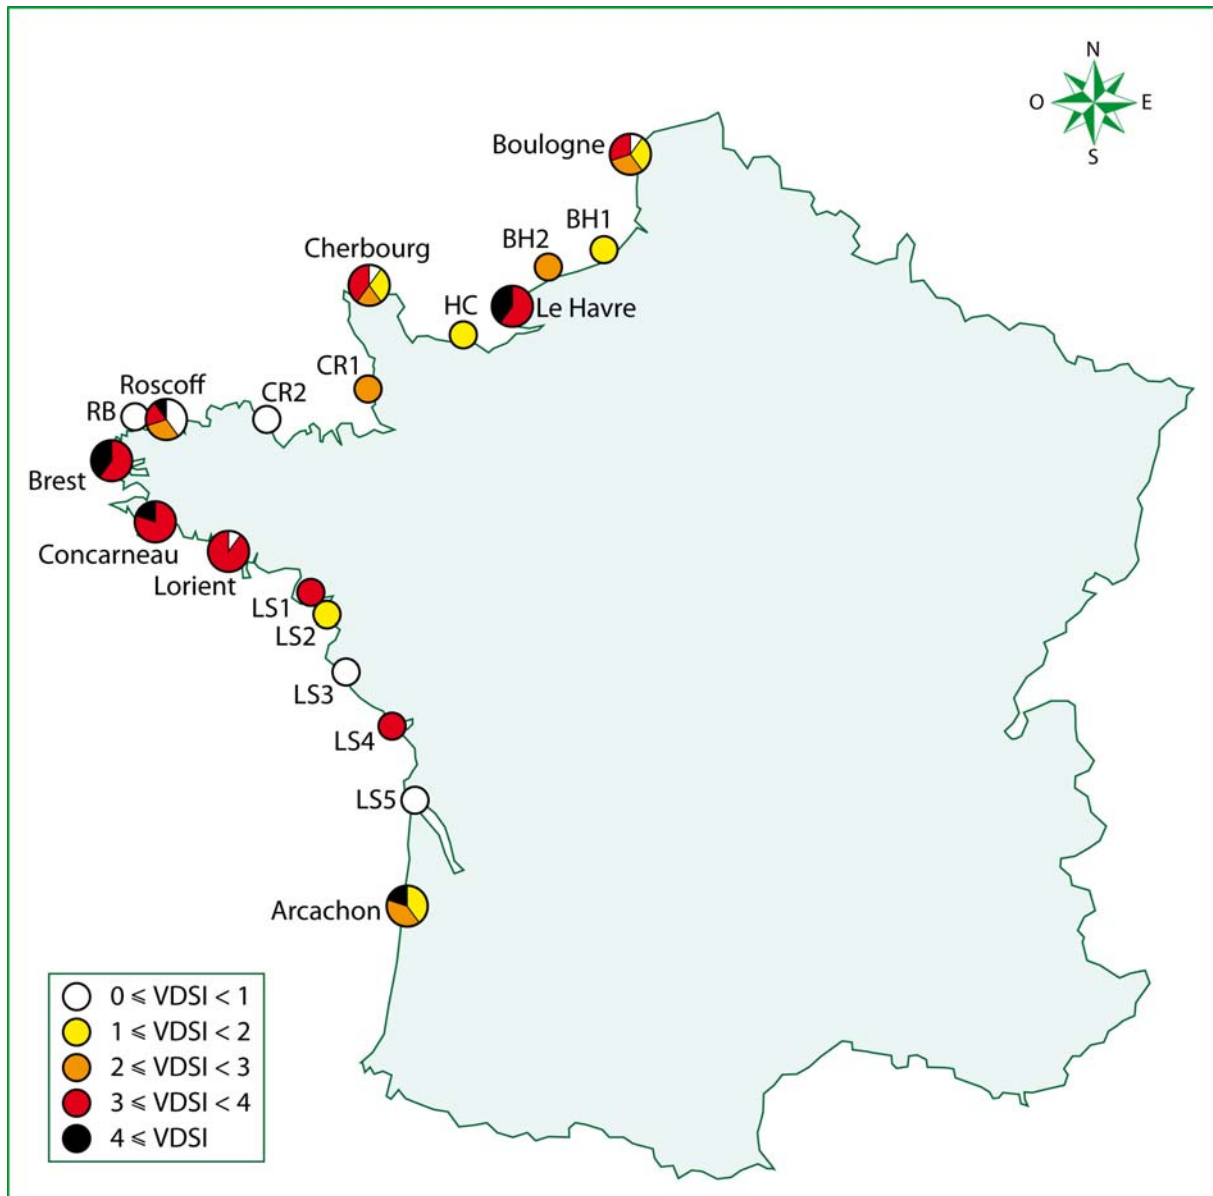 N
O E
S
Boulogne
BH1
BH2
Cherbourg
HC
Le Havre
CR1
Roscoff
CR2
RB
Brest
Concarneau
Lorient
LS1
LS2
LS3
LS4
LS5
Arcachon
0 ⩽ VDSI < 1
1 ⩽ VDSI < 2
2 ⩽ VDSI < 3
3 ⩽ VDSI < 4
4 ⩽ VDSI